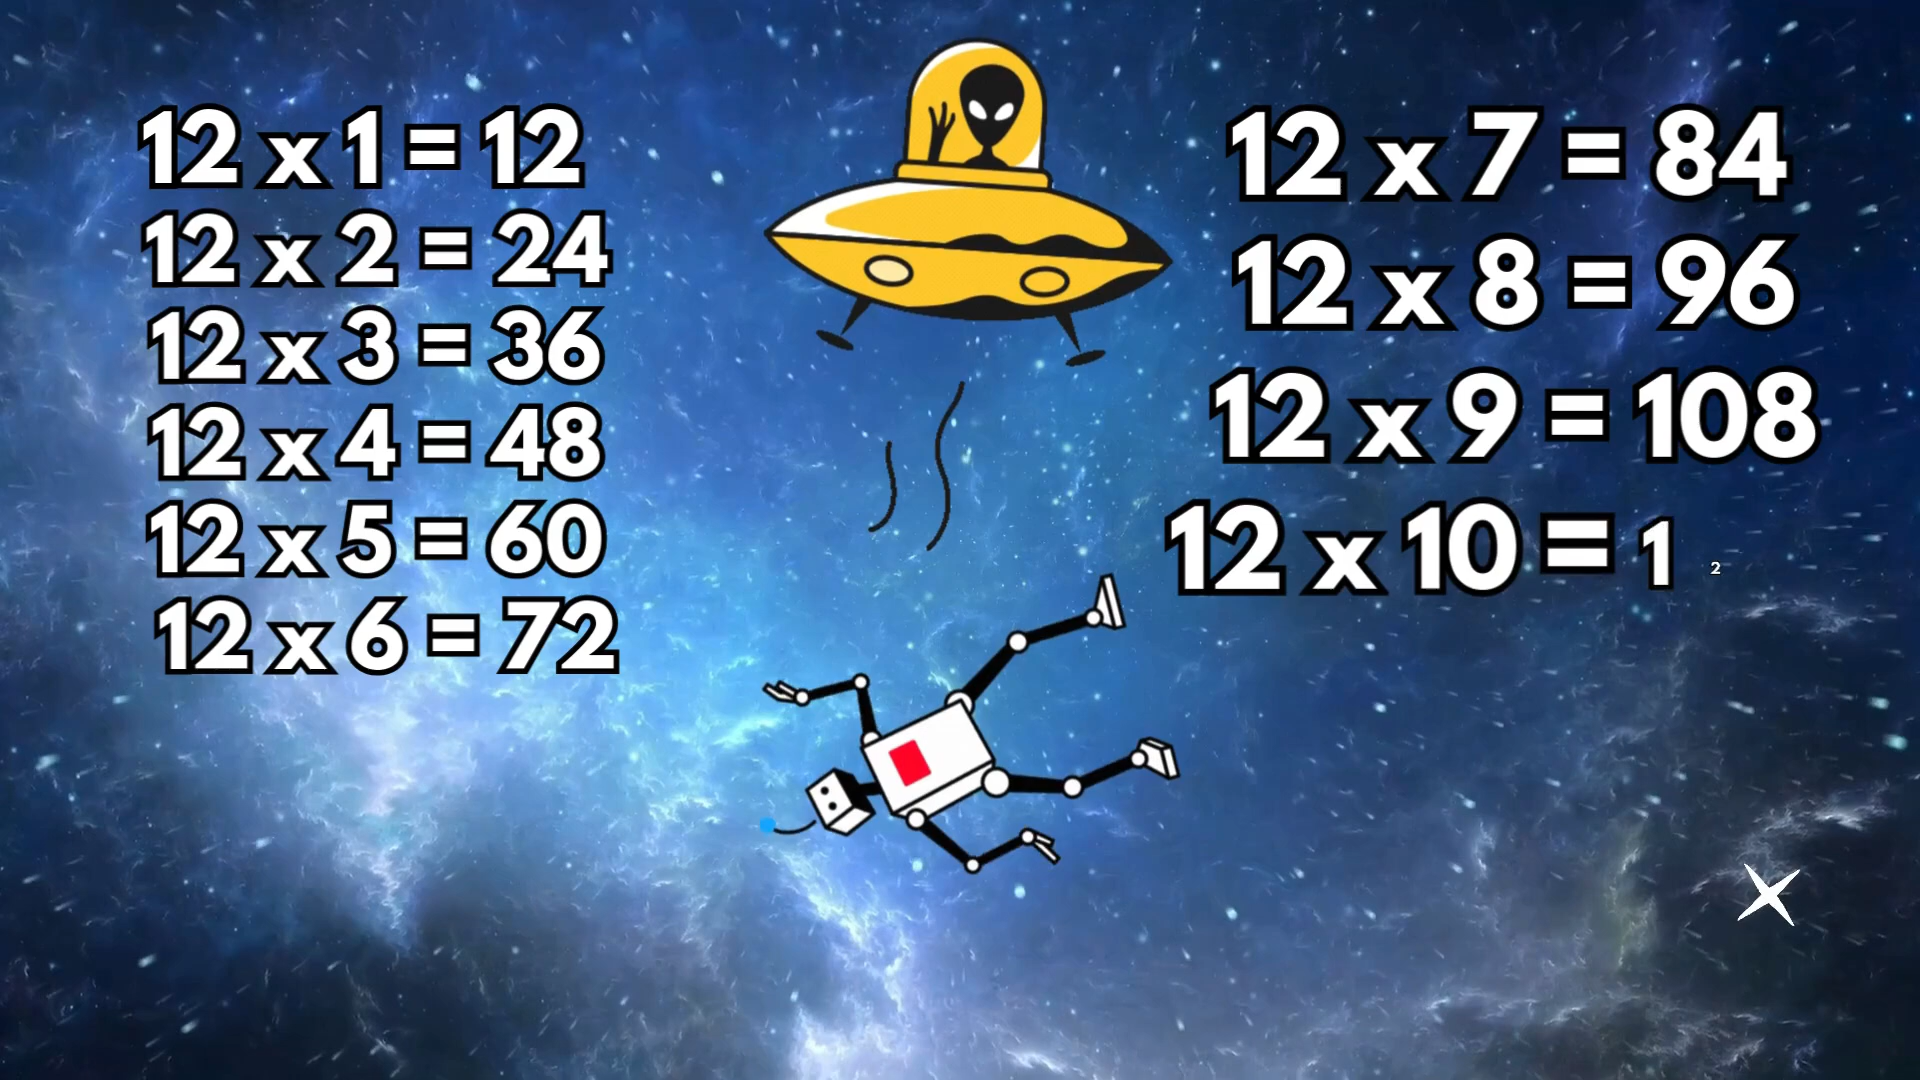 12 x 1 = 12
12 x 2 = 24
12 x 3 = 36
12 x 4 = 48
12 x 5 = 60
12 x 6 = 72
12 x 7 = 84
12 x 8 = 96
12 x 9 = 108
12 x 10 = 1 2